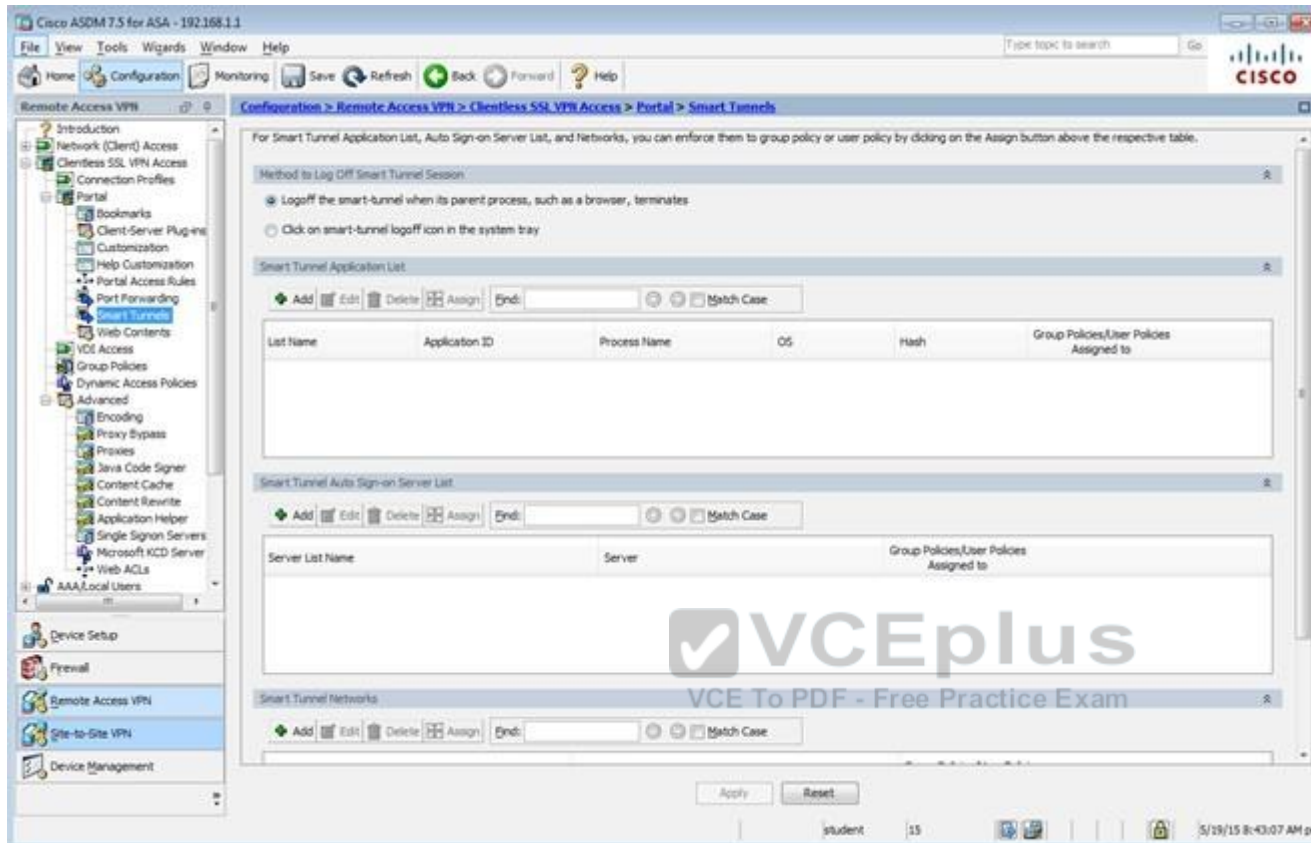 Cisco ASDM 7.5 for ASA - 192.168.1.1
File View Tools Wizards Window Help
Type topic to search Go
Home Configuration Monitoring Save Refresh Back Forward Help
CISCO
Remote Access VPN
Configuration > Remote Access VPN > Clientless SSL VPN Access > Portal > Smart Tunnels
Introduction
Network (Client) Access
Clientless SSL VPN Access
Connection Profiles
Portal
Bookmarks
Client-Server Plug-ins
Customization
Help Customization
Portal Access Rules
Port Forwarding
Smart Tunnels
Web Contents
VDI Access
Group Policies
Dynamic Access Policies
Advanced
Encoding
Proxy Bypass
Proxies
Java Code Signer
Content Cache
Content Rewrite
Application Helper
Single Signon Servers
Microsoft KCD Server
Web ACLs
AAA/Local Users
Device Setup
Firewall
Remote Access VPN
Site-to-Site VPN
Device Management
For Smart Tunnel Application List, Auto Sign-on Server List, and Networks, you can enforce them to group policy or user policy by clicking on the Assign button above the respective table.
Method to Log Off Smart Tunnel Session
Logoff the smart-tunnel when its parent process, such as a browser, terminates
Click on smart-tunnel logoff icon in the system tray
Smart Tunnel Application List
Add Edit Delete Assign Find: Match Case
List Name Application ID Process Name OS Hash Group Policies/User Policies
Assigned to
Smart Tunnel Auto Sign-on Server List
Add Edit Delete Assign Find: Match Case
Server List Name Server Group Policies/User Policies
Assigned to
VCEplus
VCE To PDF - Free Practice Exam
Smart Tunnel Networks
Add Edit Delete Assign Find: Match Case
Apply Reset
student 15 5/19/15 8:43:07 AM p